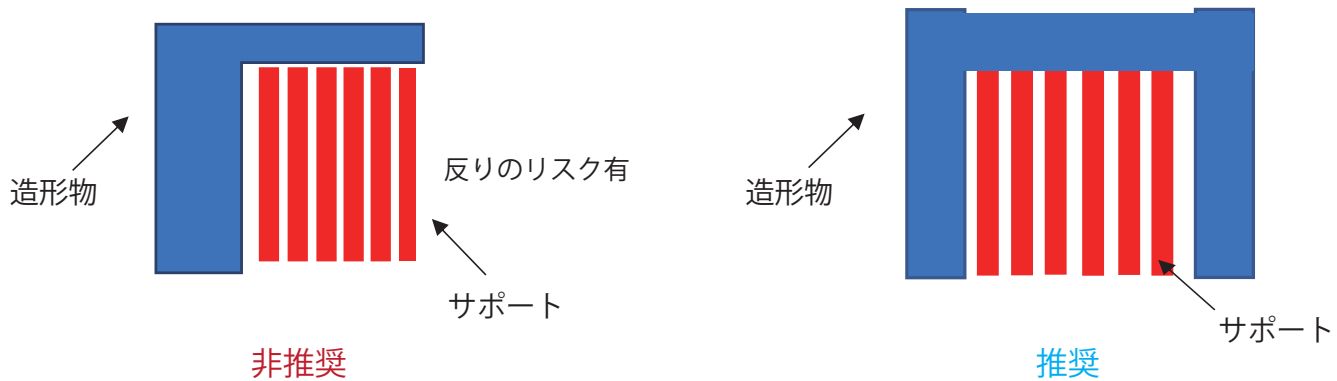 造形物
反りのリスク有
サポート
非推奨
造形物
サポート
推奨